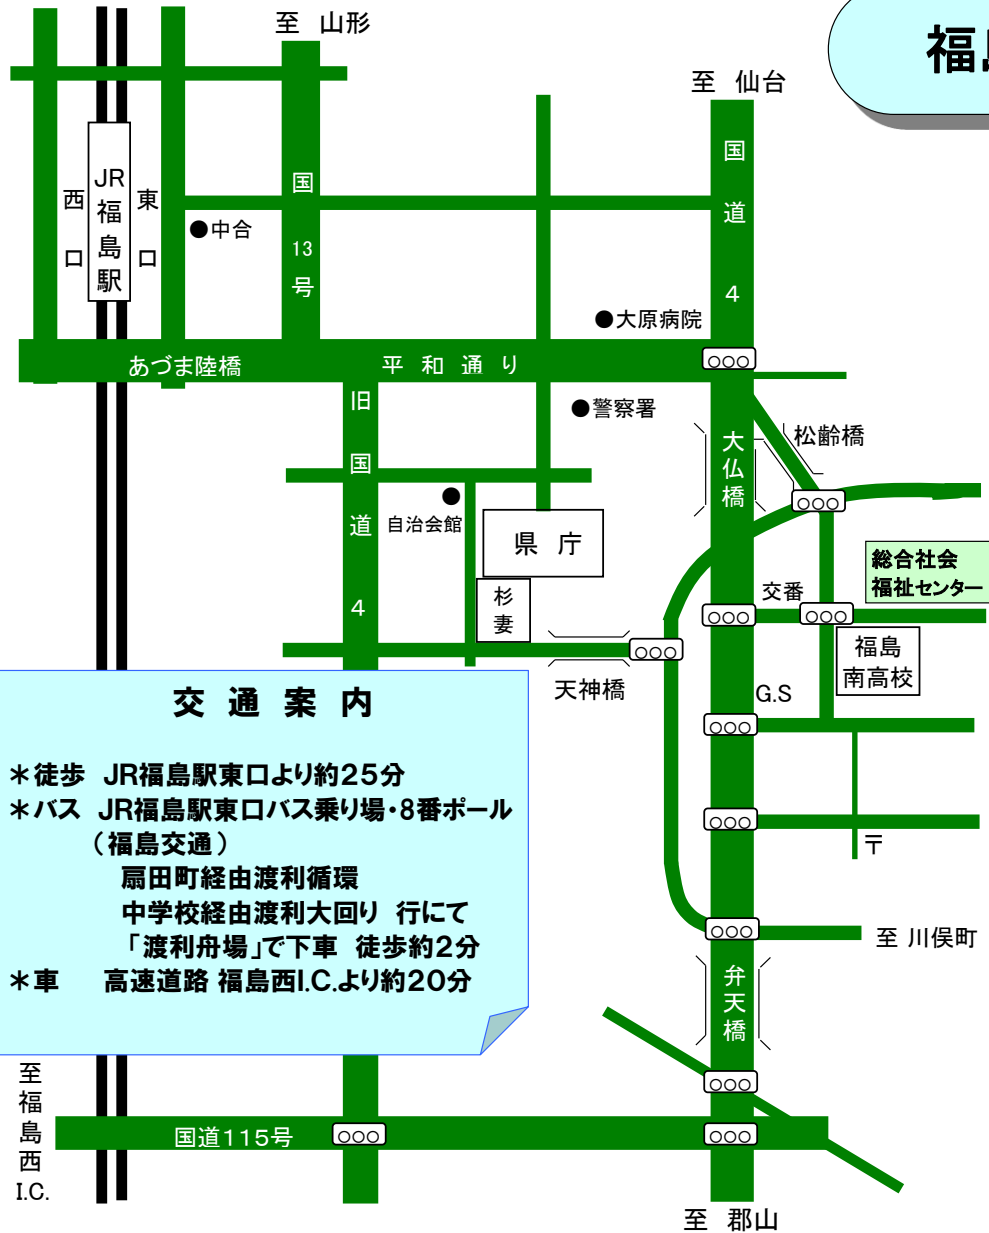 至 山形
福
至 仙台
国道4
JR福島駅
西口
東口
国道13号
●中合
●大原病院
あづま陸橋
平和通り
旧国道4
●警察署
大仏橋
松齢橋
自治会館
県庁
杉妻
総合社会
福祉センター
交番
福島
南高校
天神橋
G.S
〒
交通案内
＊徒歩 JR福島駅東口より約25分
＊バス JR福島駅東口バス乗り場・8番ポール
（福島交通）
扇田町経由渡利循環
中学校経由渡利大回り 行にて
「渡利舟場」で下車 徒歩約2分
＊車 高速道路 福島西I.C.より約20分
至 川俣町
弁天橋
至福島西I.C.
国道115号
至 郡山